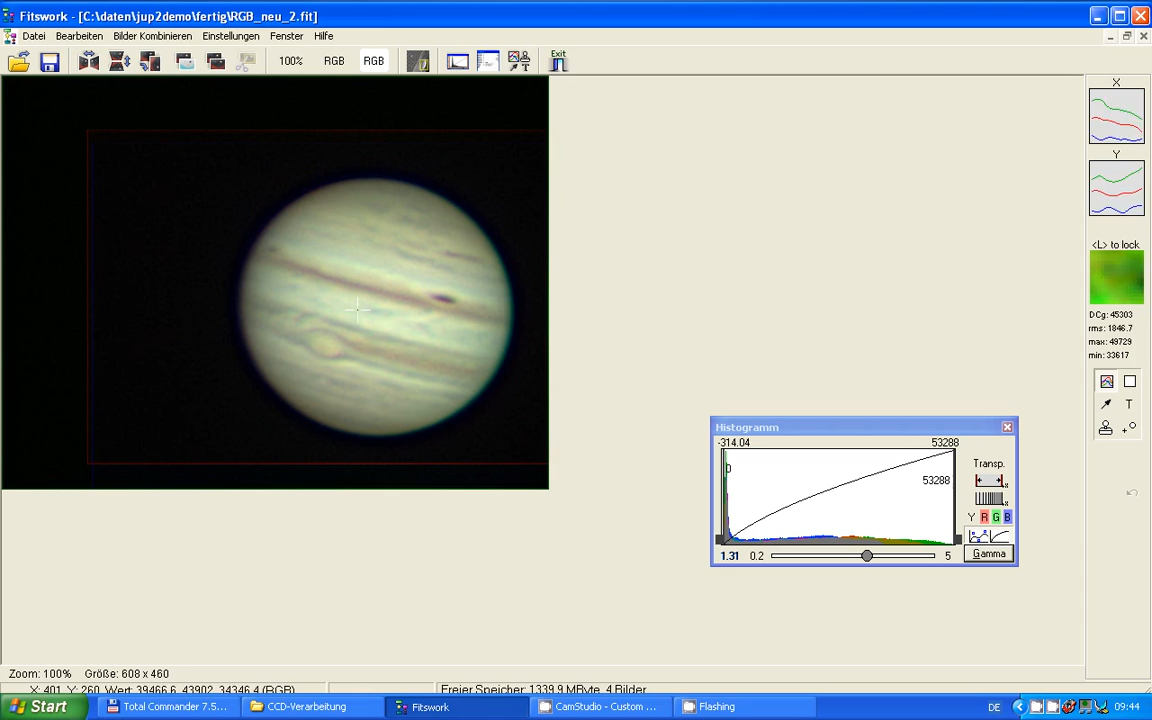 Fitswork - [C:\daten\jup2demo\fertig\RGB_neu_2.fit]
Datei Bearbeiten Bilder Kombinieren Einstellungen Fenster Hilfe
100% RGB RGB Exit
X
Y
<L> to lock
DCg: 45303
rms: 1846.7
max: 49729
min: 33617
T
Histogramm
-314.04 53288
0
53288
Transp.
Y R G B
1.31 0.2 5 Gamma
Zoom: 100% Größe: 608 x 460
X: 401 Y: 260 Wert: 39466.6, 43902, 34346.4 (RGB) Freier Speicher: 1339.9 MByte, 4 Bilder
Start Total Commander 7.5... CCD-Verarbeitung Fitswork CamStudio - Custom ... Flashing DE 09:44